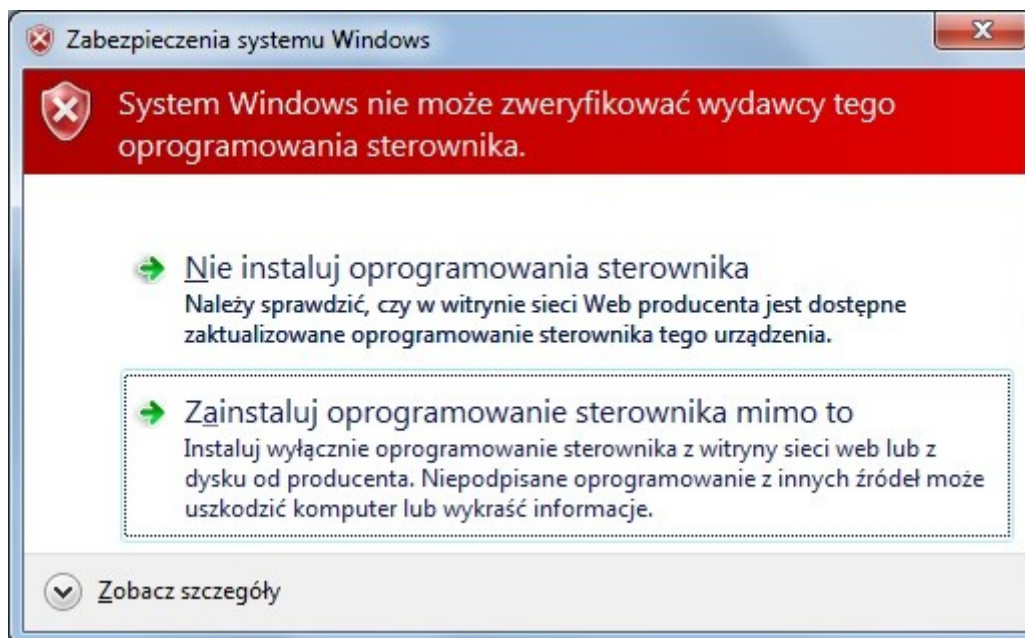 Zabezpieczenia systemu Windows
System Windows nie może zweryfikować wydawcy tego
oprogramowania sterownika.
Nie instaluj oprogramowania sterownika
Należy sprawdzić, czy w witrynie sieci Web producenta jest dostępne
zaktualizowane oprogramowanie sterownika tego urządzenia.
Zainstaluj oprogramowanie sterownika mimo to
Instaluj wyłącznie oprogramowanie sterownika z witryny sieci web lub z
dysku od producenta. Niepodpisane oprogramowanie z innych źródeł może
uszkodzić komputer lub wykraść informacje.
Zobacz szczegóły